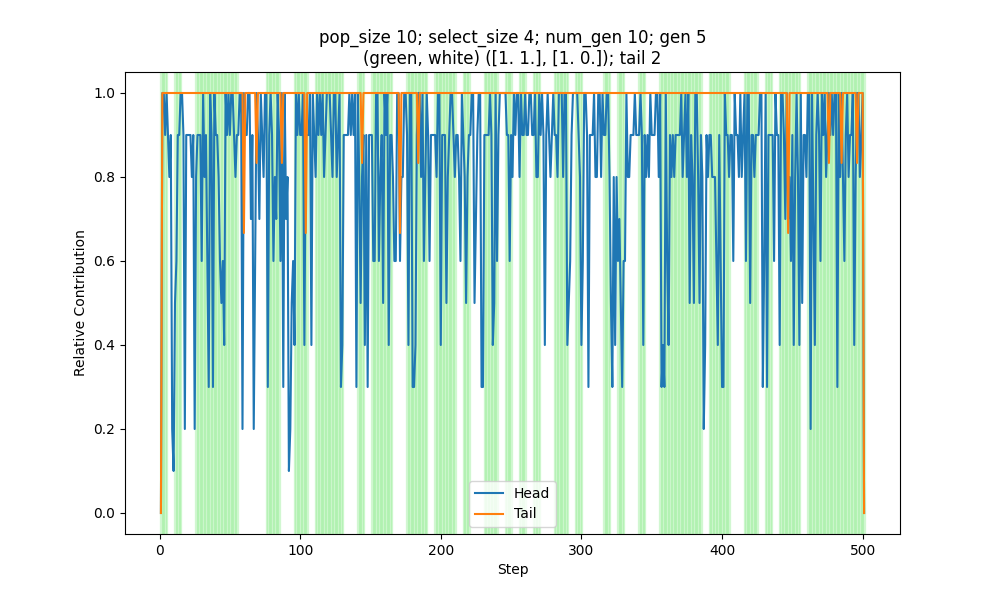 pop_size 10; select_size 4; num_gen 10; gen 5
(green, white) ([1. 1.], [1. 0.]); tail 2
Relative Contribution
1.0
0.8
0.6
0.4
0.2
0.0
Head
Tail
0
100
200
300
400
500
Step